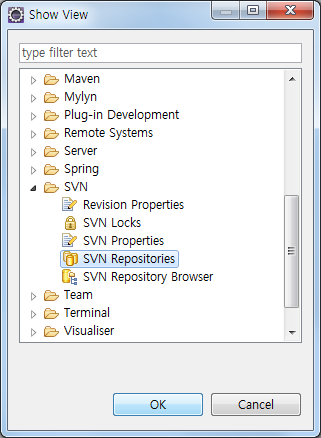 Show View
type filter text
Maven
Mylyn
Plug-in Development
Remote Systems
Server
Spring
SVN
Revision Properties
SVN Locks
SVN Properties
SVN Repositories
SVN Repository Browser
Team
Terminal
Visualiser
OK
Cancel